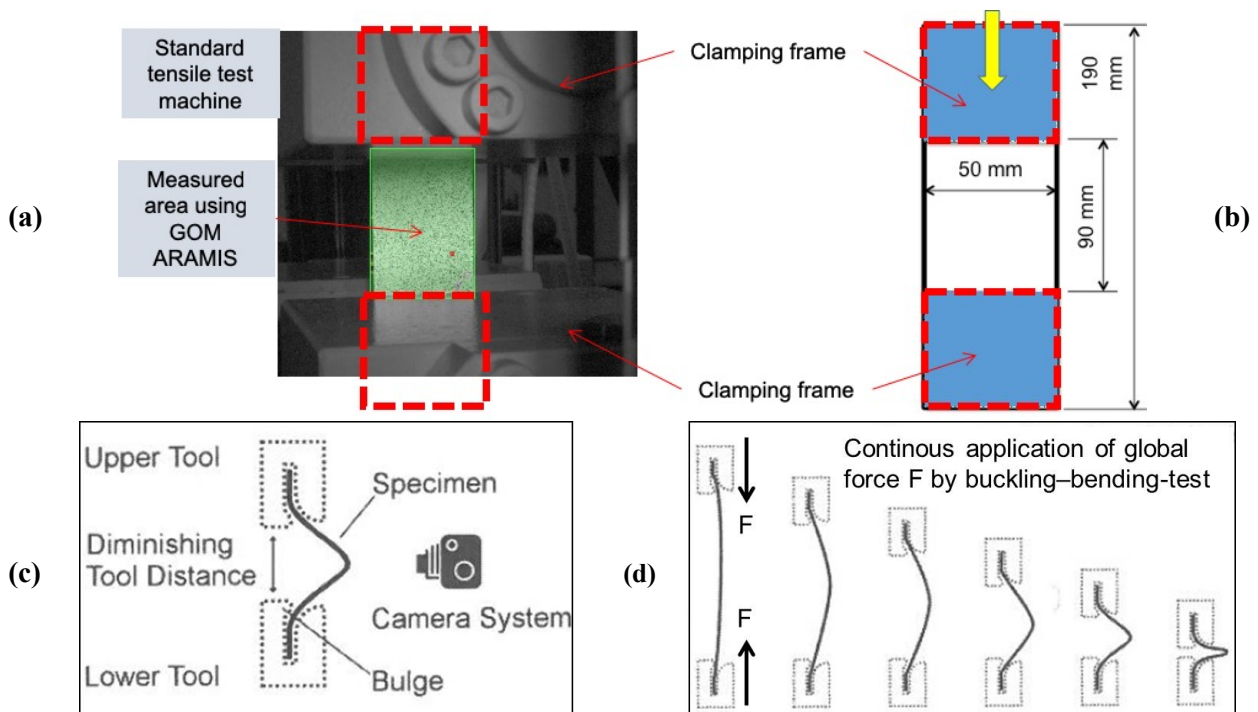 Standard
tensile test
machine
Clamping frame
190
mm
(a)
Measured
area using
GOM
ARAMIS
50 mm
90 mm
(b)
Clamping frame
(c)
Upper Tool
Specimen
Diminishing
Tool Distance
Camera System
Lower Tool
Bulge
(d)
Continous application of global
force F by buckling–bending-test
F
F